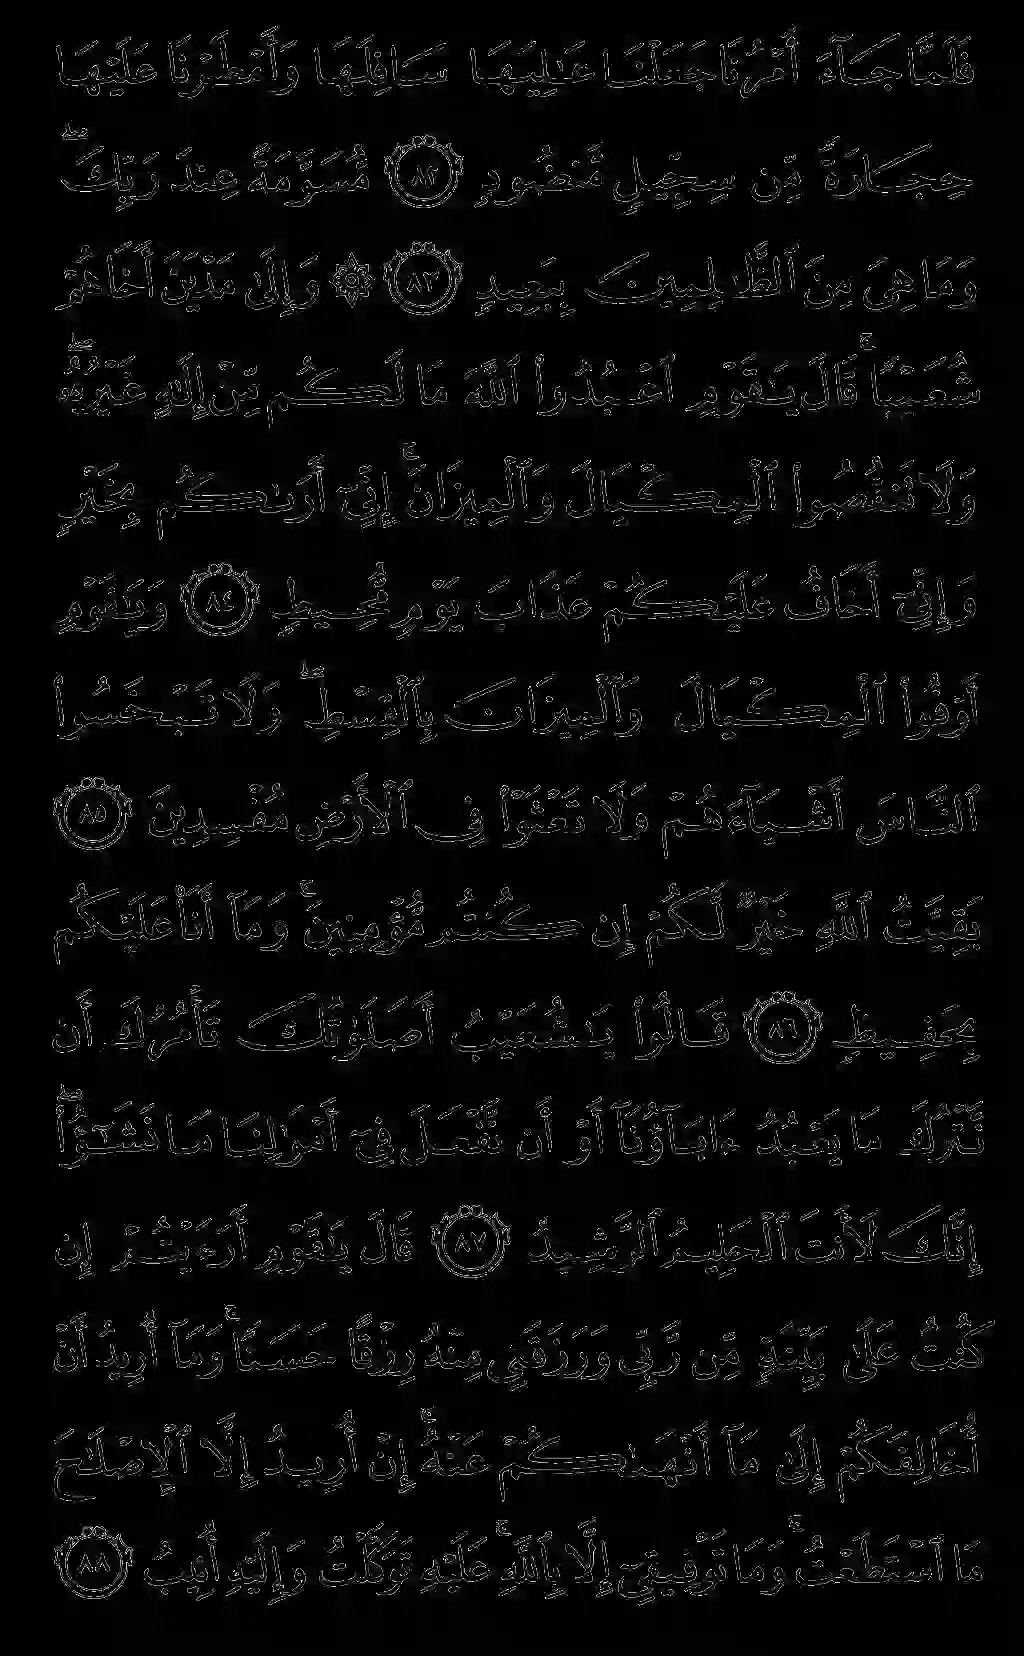 فَلَمَّا جَآءَ أَمْرُنَا جَعَلْنَا عَٰلِيَهَا سَافِلَهَا وَأَمْطَرْنَا عَلَيْهَا
حِجَارَةً مِّن سِجِّيلٍ مَّنضُودٍ ٨٢ مُّسَوَّمَةً عِندَ رَبِّكَ ۖ
وَمَا هِىَ مِنَ ٱلظَّٰلِمِينَ بِبَعِيدٍ ٨٣ ۞ وَإِلَىٰ مَدْيَنَ أَخَاهُمْ
شُعَيْبًا ۚ قَالَ يَٰقَوْمِ ٱعْبُدُوا۟ ٱللَّهَ مَا لَكُم مِّنْ إِلَٰهٍ غَيْرُهُۥ ۖ
وَلَا تَنقُصُوا۟ ٱلْمِكْيَالَ وَٱلْمِيزَانَ ۚ إِنِّىٓ أَرَىٰكُم بِخَيْرٍ
وَإِنِّىٓ أَخَافُ عَلَيْكُمْ عَذَابَ يَوْمٍ مُّحِيطٍ ٨٤ وَيَٰقَوْمِ
أَوْفُوا۟ ٱلْمِكْيَالَ وَٱلْمِيزَانَ بِٱلْقِسْطِ ۖ وَلَا تَبْخَسُوا۟
ٱلنَّاسَ أَشْيَآءَهُمْ وَلَا تَعْثَوْا۟ فِى ٱلْأَرْضِ مُفْسِدِينَ ٨٥
بَقِيَّتُ ٱللَّهِ خَيْرٌ لَّكُمْ إِن كُنتُم مُّؤْمِنِينَ ۚ وَمَآ أَنَا۠ عَلَيْكُم
بِحَفِيظٍ ٨٦ قَالُوا۟ يَٰشُعَيْبُ أَصَلَوٰتُكَ تَأْمُرُكَ أَن
نَّتْرُكَ مَا يَعْبُدُ ءَابَآؤُنَآ أَوْ أَن نَّفْعَلَ فِىٓ أَمْوَٰلِنَا مَا نَشَٰٓؤُا۟ ۖ
إِنَّكَ لَأَنتَ ٱلْحَلِيمُ ٱلرَّشِيدُ ٨٧ قَالَ يَٰقَوْمِ أَرَءَيْتُمْ إِن
كُنتُ عَلَىٰ بَيِّنَةٍ مِّن رَّبِّى وَرَزَقَنِى مِنْهُ رِزْقًا حَسَنًا ۚ وَمَآ أُرِيدُ أَنْ
أُخَالِفَكُمْ إِلَىٰ مَآ أَنْهَىٰكُمْ عَنْهُ ۚ إِنْ أُرِيدُ إِلَّا ٱلْإِصْلَٰحَ
مَا ٱسْتَطَعْتُ ۚ وَمَا تَوْفِيقِىٓ إِلَّا بِٱللَّهِ ۚ عَلَيْهِ تَوَكَّلْتُ وَإِلَيْهِ أُنِيبُ ٨٨